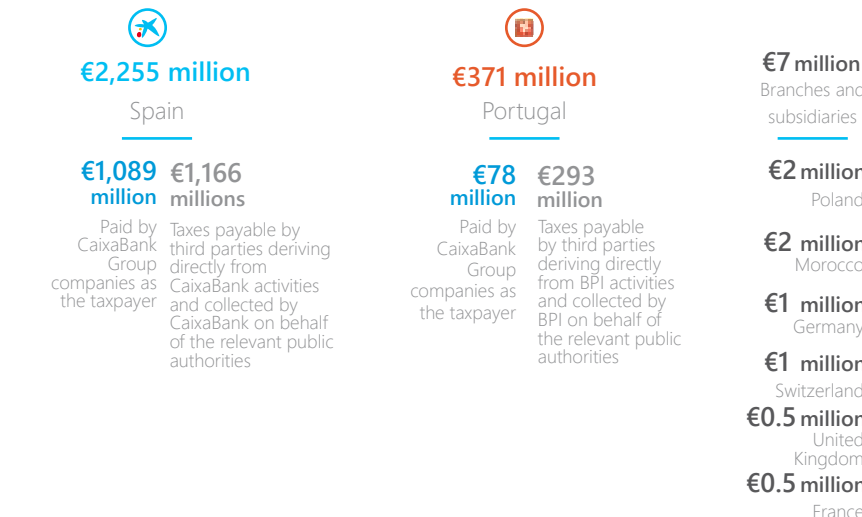 €2,255 million
Spain
€1,089
million
Paid by
CaixaBank
Group
companies as
the taxpayer
€1,166
millions
Taxes payable by
third parties deriving
directly from
CaixaBank activities
and collected by
CaixaBank on behalf
of the relevant public
authorities
€371 million
Portugal
€78
million
Paid by
CaixaBank
Group
companies as
the taxpayer
€293
million
Taxes payable
by third parties
deriving directly
from BPI activities
and collected by
BPI on behalf of
the relevant public
authorities
€7 million
Branches and
subsidiaries
€2 million
Poland
€2 million
Morocco
€1 million
Germany
€1 million
Switzerland
€0.5 million
United
Kingdom
€0.5 million
France